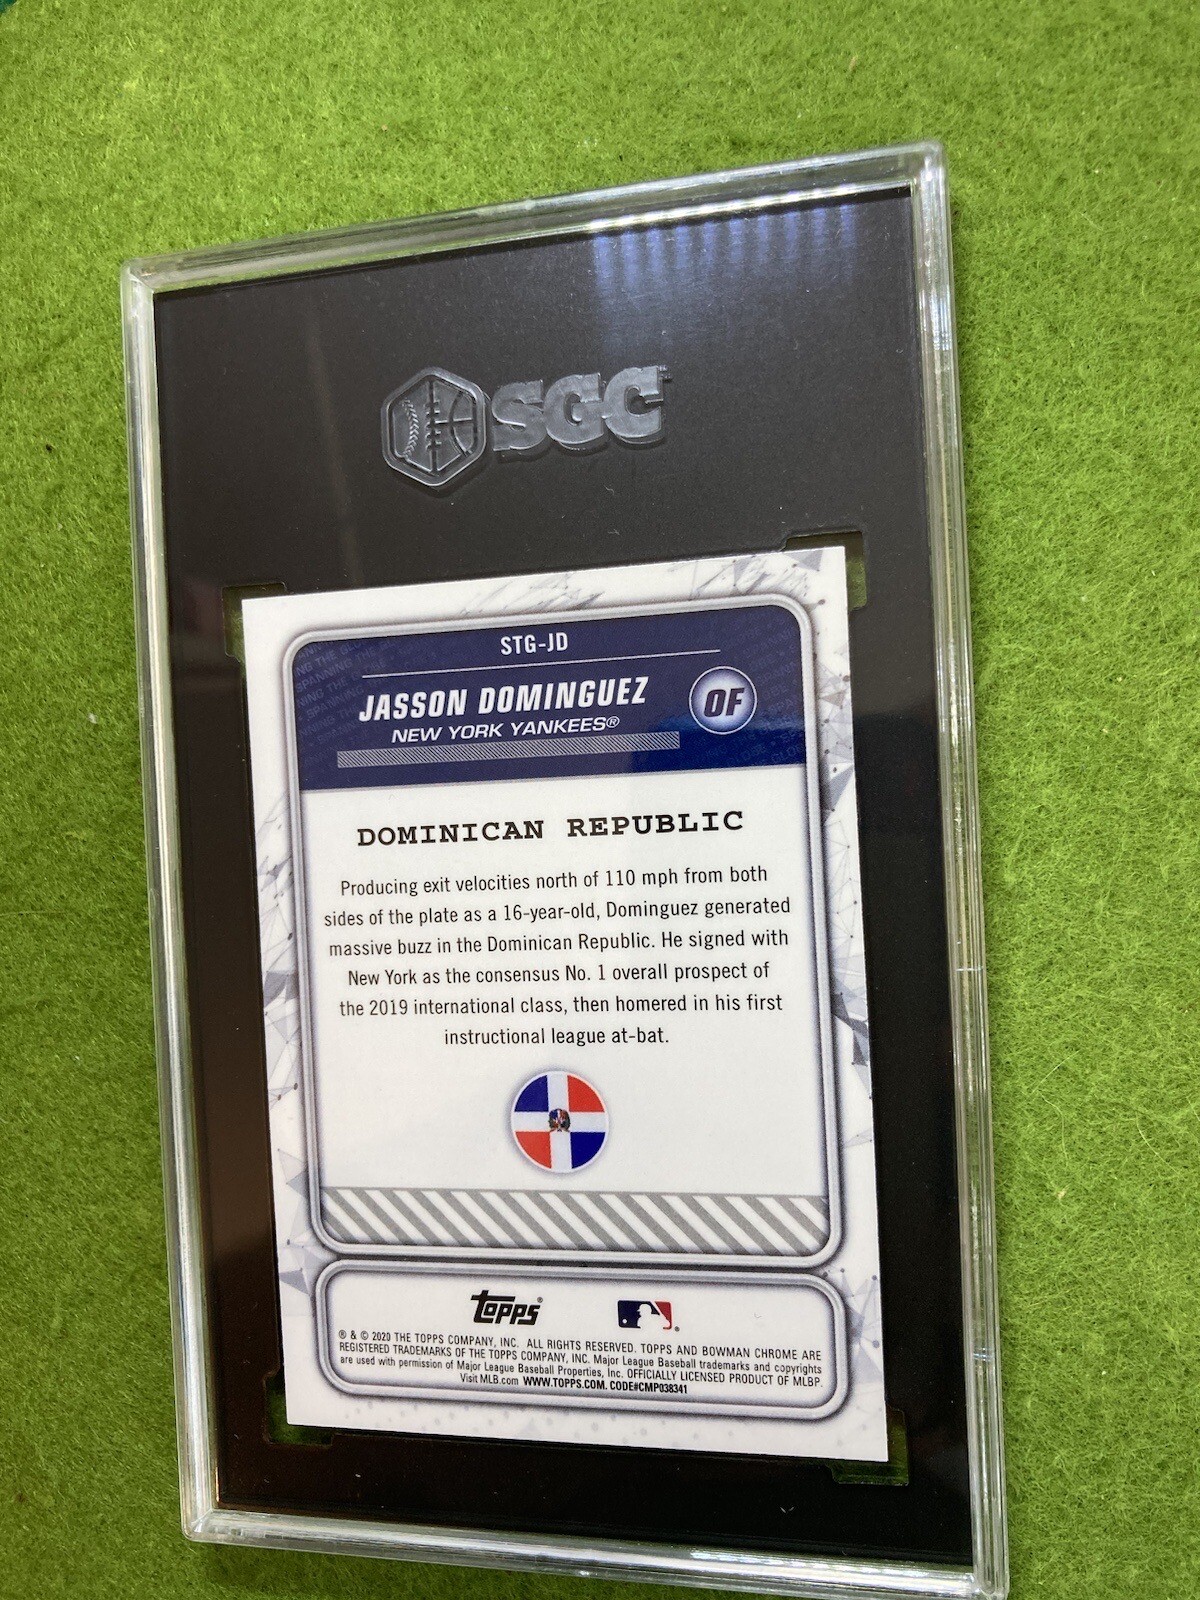 SGC
STG-JD
JASSON DOMINGUEZ
OF
NEW YORK YANKEES®
DOMINICAN REPUBLIC
Producing exit velocities north of 110 mph from both
sides of the plate as a 16-year-old, Dominguez generated
massive buzz in the Dominican Republic. He signed with
New York as the consensus No. 1 overall prospect of
the 2019 international class, then homered in his first
instructional league at-bat.
Topps®
® & © 2020 THE TOPPS COMPANY, INC. ALL RIGHTS RESERVED. TOPPS AND BOWMAN CHROME ARE
REGISTERED TRADEMARKS OF THE TOPPS COMPANY, INC. Major League Baseball trademarks and copyrights
are used with permission of Major League Baseball Properties, Inc. OFFICIALLY LICENSED PRODUCT OF MLBP.
Visit MLB.com WWW.TOPPS.COM. CODE#CMP038341